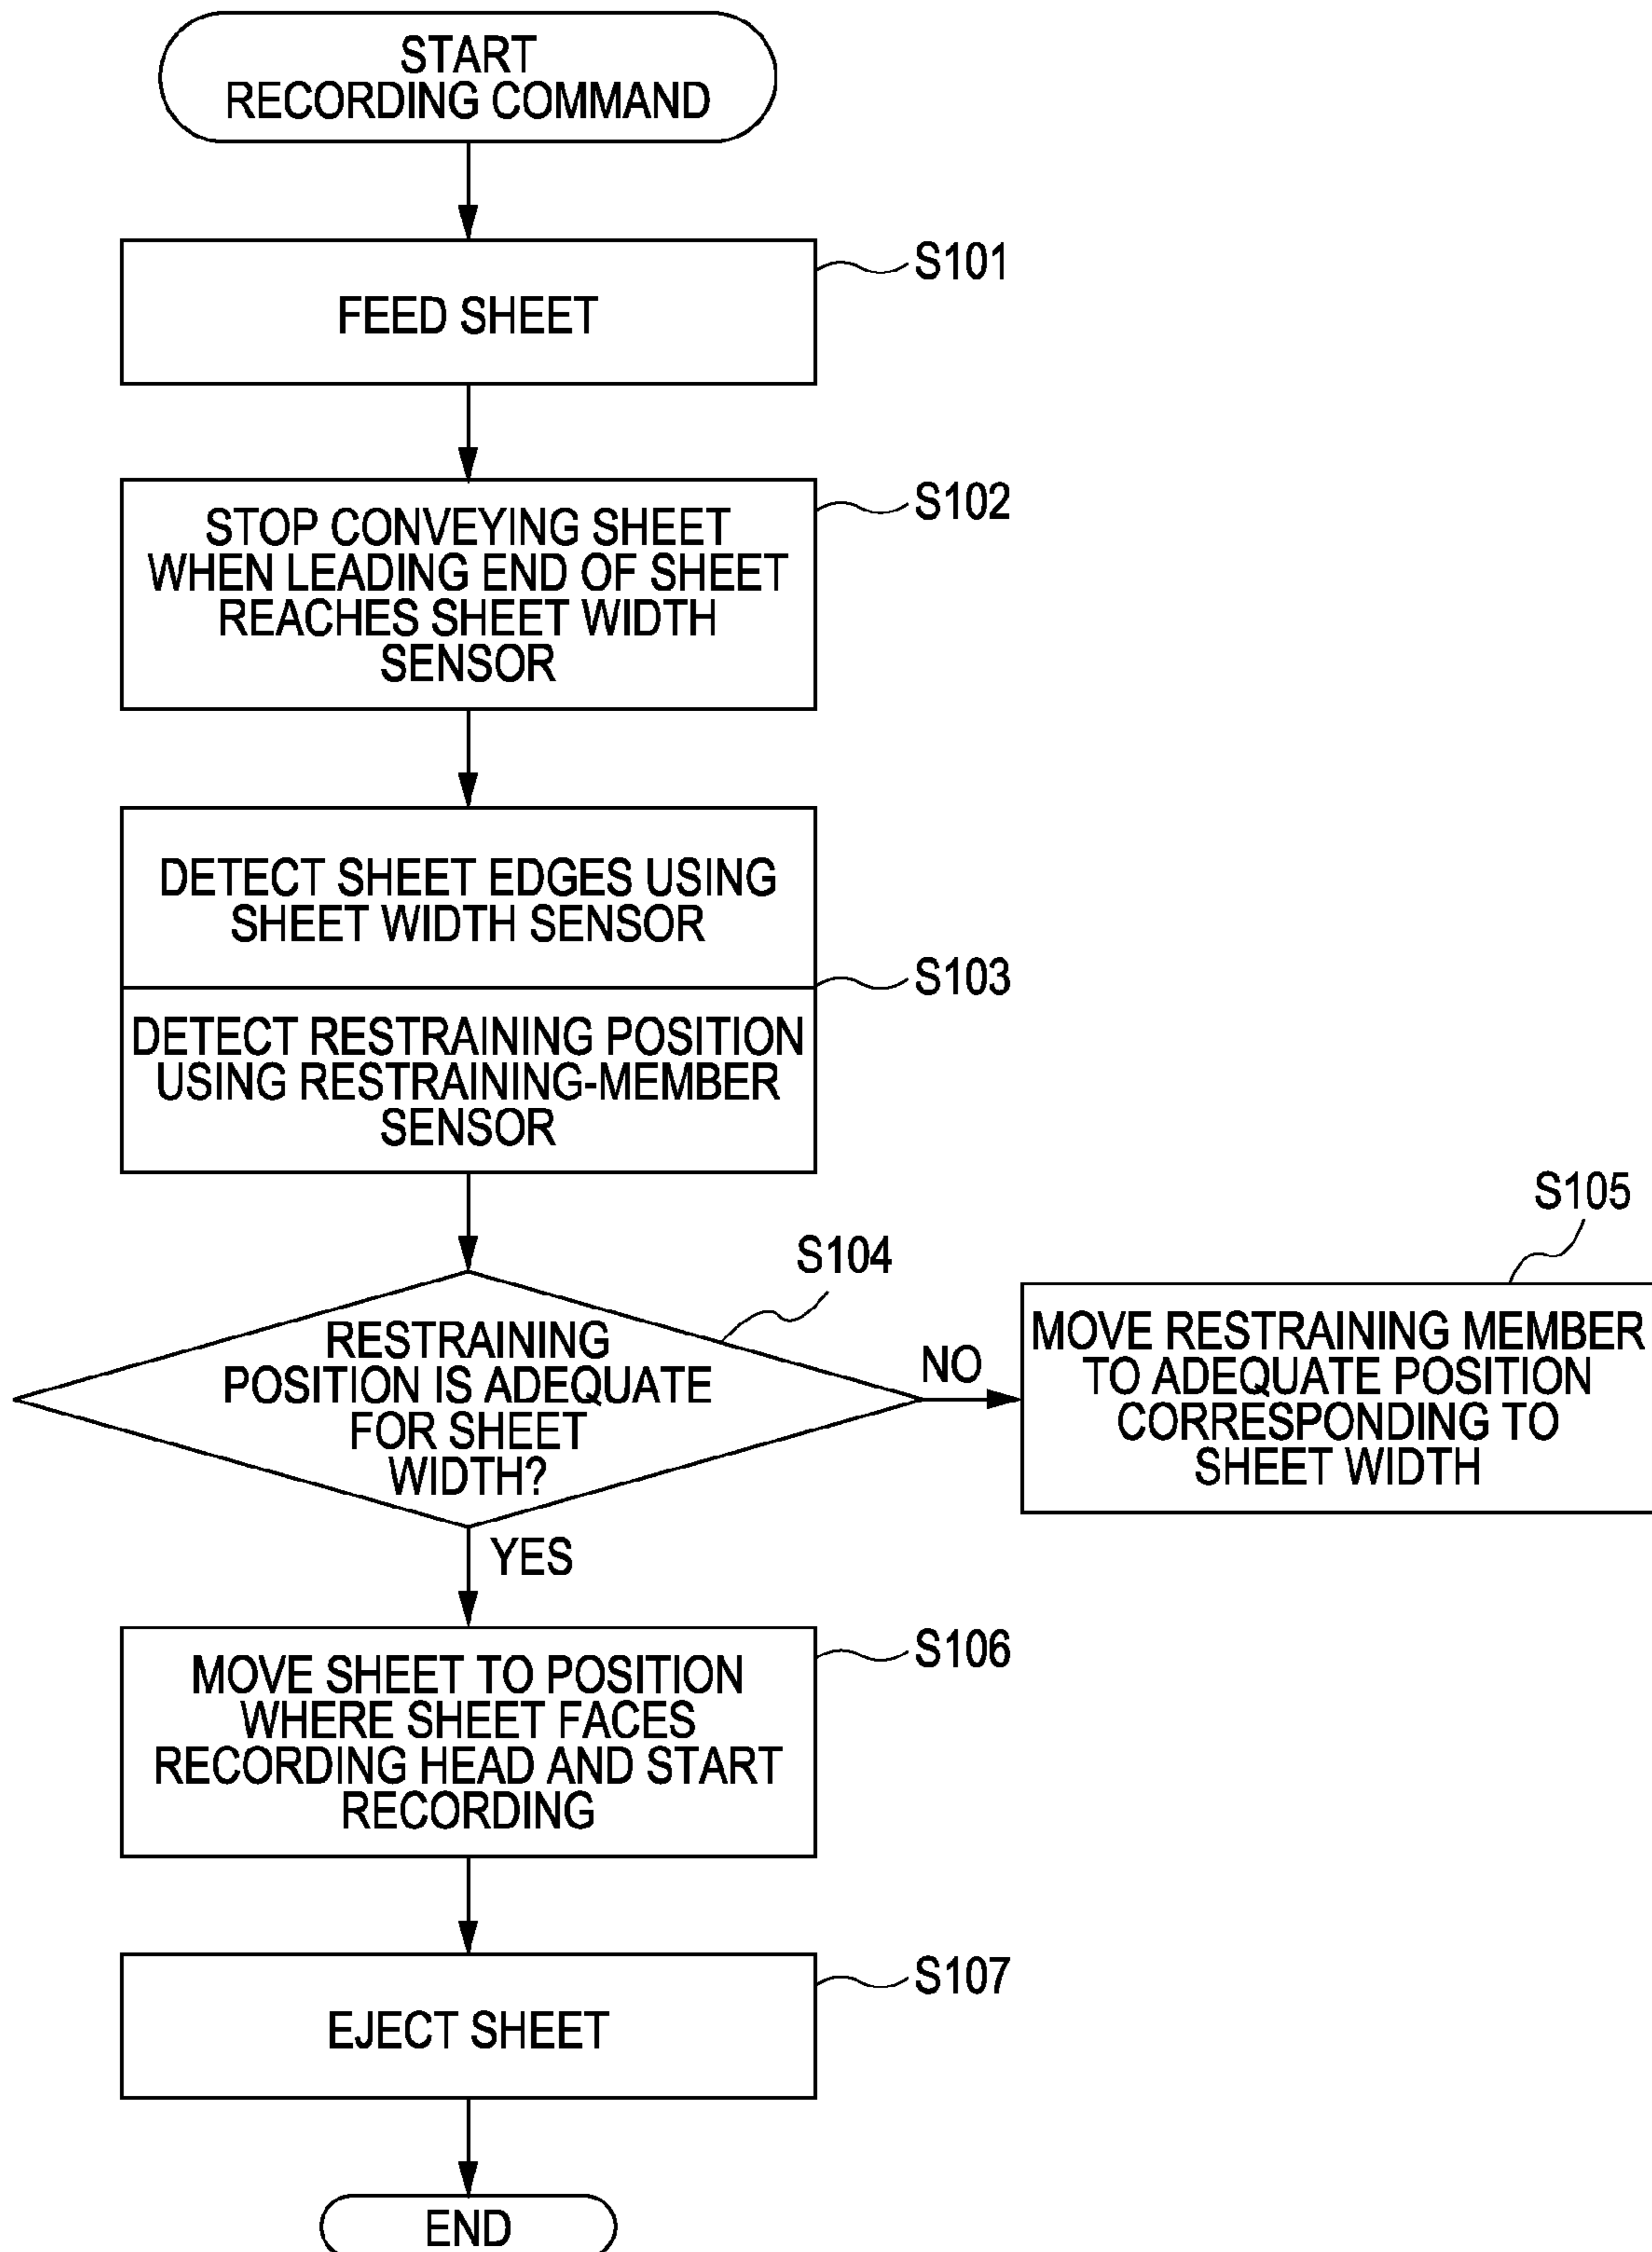 START
RECORDING COMMAND
S101
FEED SHEET
S102
STOP CONVEYING SHEET
WHEN LEADING END OF SHEET
REACHES SHEET WIDTH
SENSOR
DETECT SHEET EDGES USING
SHEET WIDTH SENSOR
S103
DETECT RESTRAINING POSITION
USING RESTRAINING-MEMBER
SENSOR
S104
RESTRAINING
POSITION IS ADEQUATE
FOR SHEET
WIDTH?
NO
S105
MOVE RESTRAINING MEMBER
TO ADEQUATE POSITION
CORRESPONDING TO
SHEET WIDTH
YES
S106
MOVE SHEET TO POSITION
WHERE SHEET FACES
RECORDING HEAD AND START
RECORDING
S107
EJECT SHEET
END